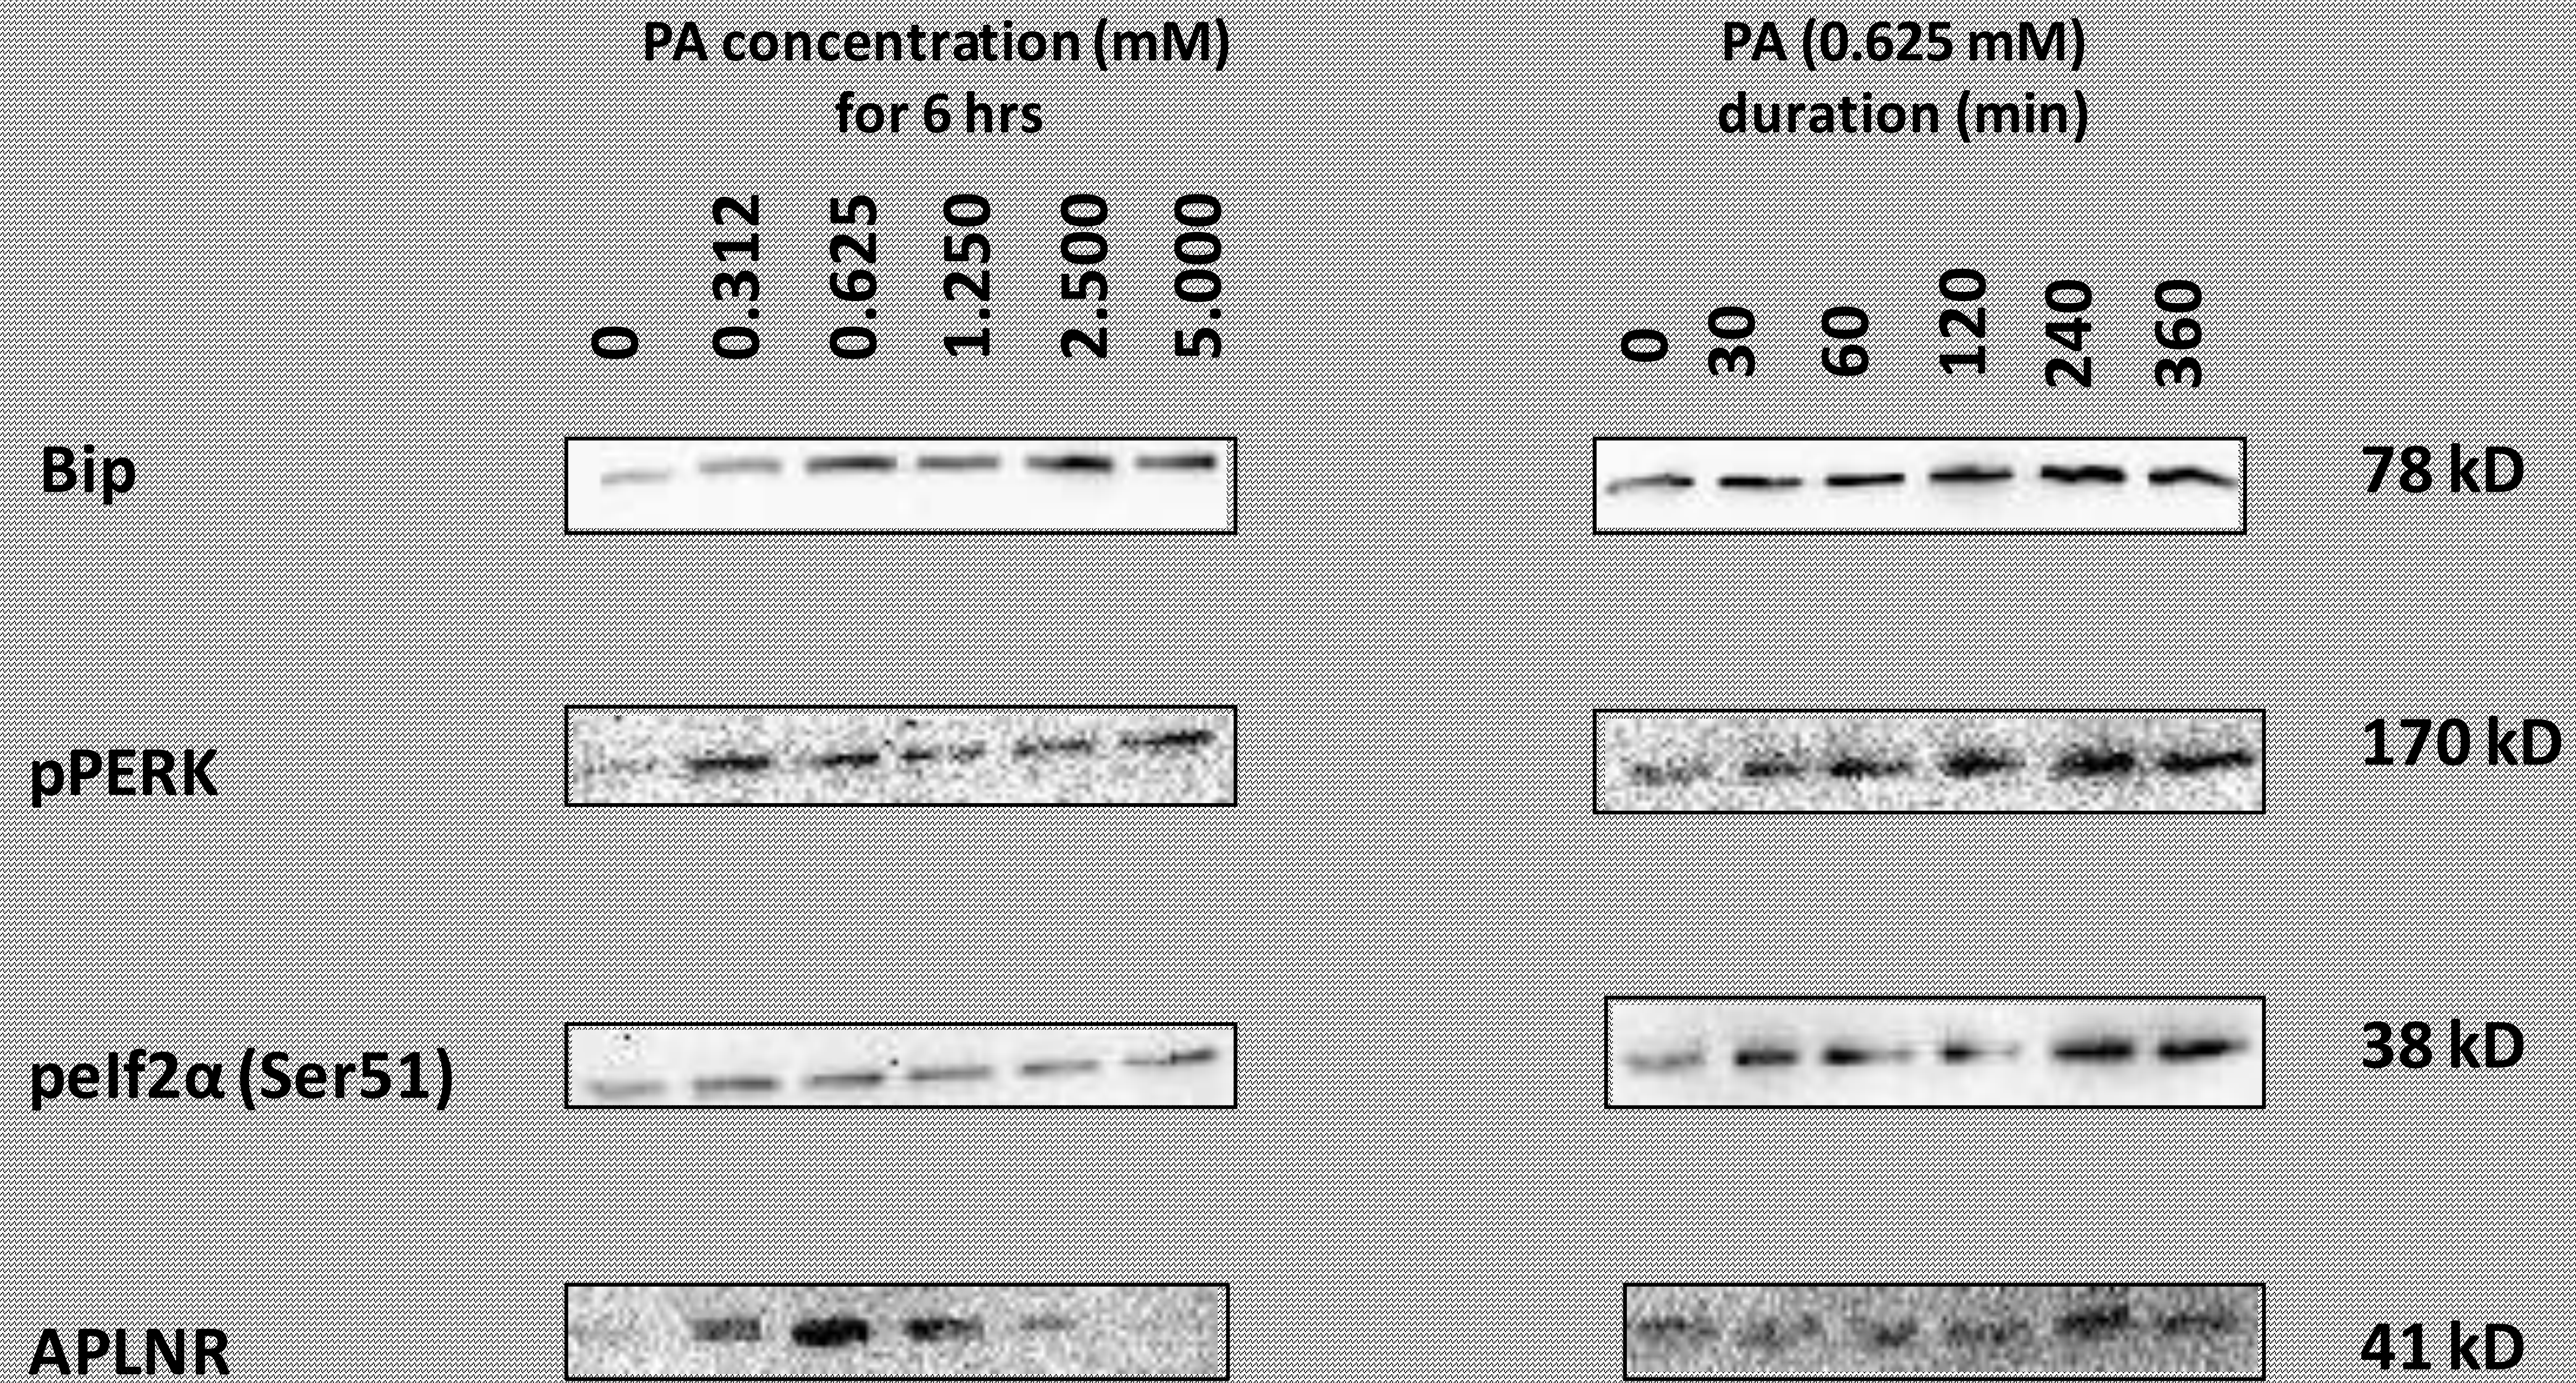 PA concentration (mM)
for 6 hrs
PA (0.625 mM)
duration (min)
0 0.312 0.625 1.250 2.500 5.000
0 30 60 120 240 360
Bip 78 kD
pPERK 170 kD
peIf2α (Ser51) 38 kD
APLNR 41 kD